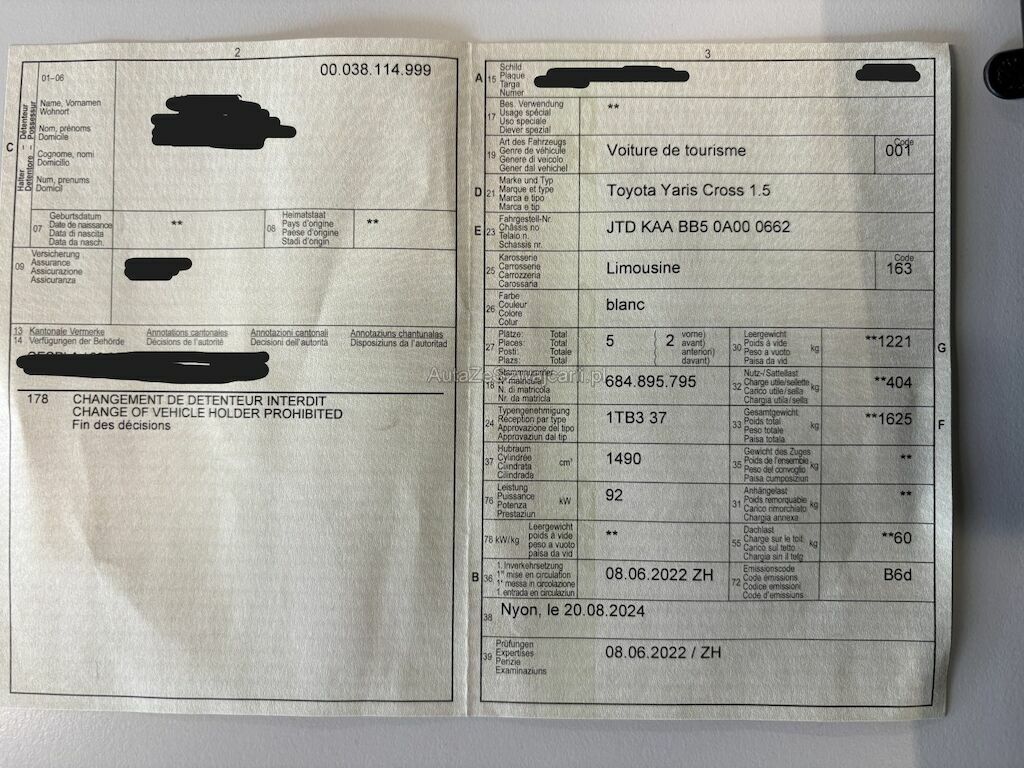 2
01–06
00.038.114.999
C
Halter – Détenteur
Detentore – Possessur
Name, Vornamen
Wohnort
Nom, prénoms
Domicile
Cognome, nomi
Domicilio
Num, prenums
Domicil
07
Geburtsdatum
Date de naissance
Data di nascita
Data da nasch.
**
08
Heimatstaat
Pays d'origine
Paese d'origine
Stadi d'origin
**
09
Versicherung
Assurance
Assicurazione
Assicuranza
13 Kantonale Vermerke Annotations cantonales Annotazioni cantonali Annotaziuns chantunalas
14 Verfügungen der Behörde Décisions de l'autorité Decisioni dell'autorità Disposiziuns da l'autoritad
178 CHANGEMENT DE DETENTEUR INTERDIT
CHANGE OF VEHICLE HOLDER PROHIBITED
Fin des décisions
3
A 15
Schild
Plaque
Targa
Numer
17
Bes. Verwendung
Usage spécial
Uso speciale
Diever spezial
**
19
Art des Fahrzeugs
Genre de véhicule
Genere di veicolo
Gener dal vehichel
Voiture de tourisme
Code
001
D 21
Marke und Typ
Marque et type
Marca e tipo
Marca e tip
Toyota Yaris Cross 1.5
E 23
Fahrgestell-Nr.
Châssis no
Telaio n.
Schassis nr.
JTD KAA BB5 0A00 0662
25
Karosserie
Carrosserie
Carrozzeria
Carossaria
Limousine
Code
163
26
Farbe
Couleur
Colore
Colur
blanc
27
Plätze: Total
Places: Total
Posti: Totale
Plazs: Total
5
( 2 vorne)
avant)
anteriori)
davant)
30
Leergewicht
Poids à vide
Peso a vuoto
Paisa da vid
kg
**1221
G
18
Stammnummer
N° matricule
N. di matricola
Nr. da matricla
684.895.795
32
Nutz-/Sattellast
Charge utile/sellette
Carico utile/sella
Chargia utila/sella
kg
**404
AutaZeSzwajcarii.pl
24
Typengenehmigung
Réception par type
Approvazione del tipo
Approvaziun dal tip
1TB3 37
33
Gesamtgewicht
Poids total
Peso totale
Paisa totala
kg
**1625
F
37
Hubraum
Cylindrée
Cilindrata
Cilindrade
cm³
1490
35
Gewicht des Zuges
Poids de l'ensemble
Peso del convoglio
Paisa cumposiziun
kg
**
76
Leistung
Puissance
Potenza
Prestaziun
kW
92
31
Anhängelast
Poids remorquable
Carico rimorchiato
Chargia annexa
kg
**
78 kW/kg
Leergewicht
poids à vide
peso a vuoto
paisa da vid
**
55
Dachlast
Charge sur le toit
Carico sul tetto
Chargia sin il tetg
kg
**60
B 36
1. Inverkehrsetzung
1re mise en circulation
1a messa in circolazione
1. entrada en circulaziun
08.06.2022 ZH
72
Emissionscode
Code émissions
Codice emissioni
Code d'emissiuns
B6d
38
Nyon, le 20.08.2024
39
Prüfungen
Expertises
Perizie
Examinaziuns
08.06.2022 / ZH